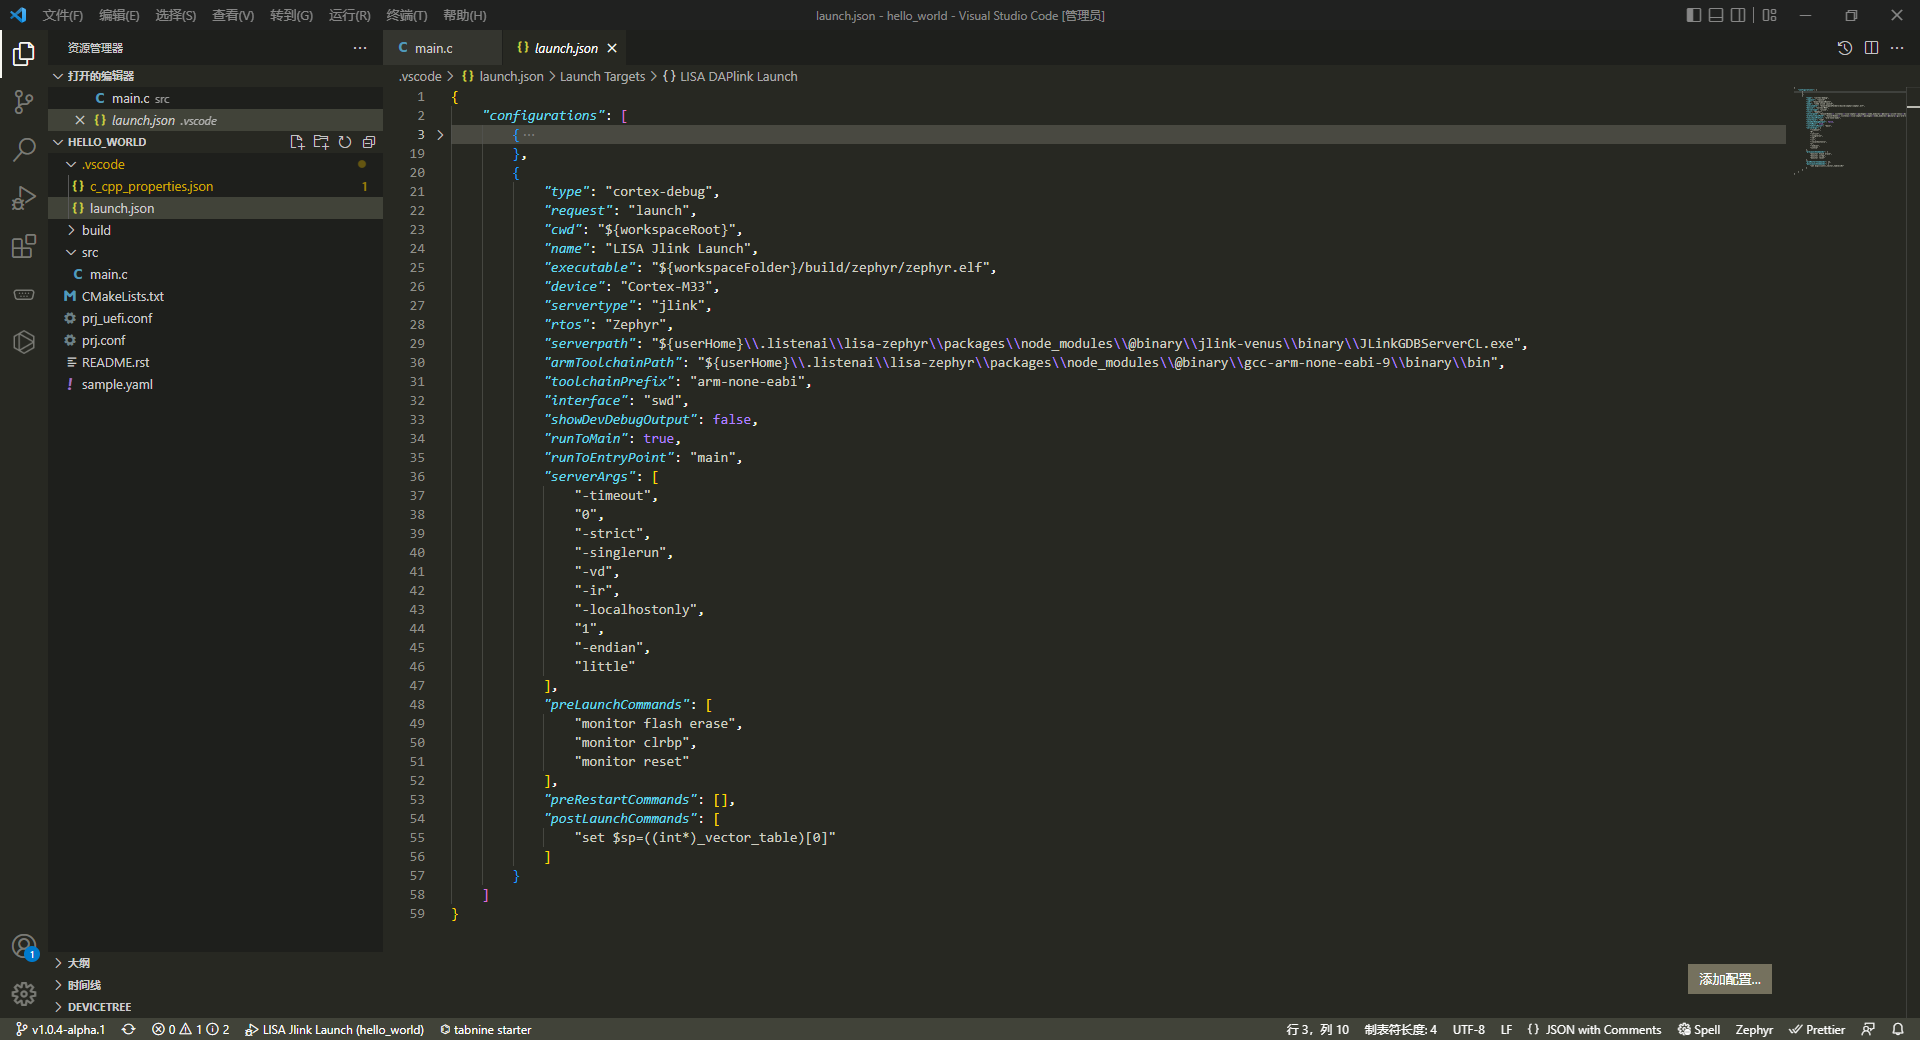 文件(F) 编辑(E) 选择(S) 查看(V) 转到(G) 运行(R) 终端(T) 帮助(H) launch.json - hello_world - Visual Studio Code [管理员]
资源管理器
打开的编辑器
main.c src
launch.json .vscode
HELLO_WORLD
.vscode
c_cpp_properties.json 1
launch.json
build
src
main.c
CMakeLists.txt
prj_uefi.conf
prj.conf
README.rst
sample.yaml
大纲
时间线
DEVICETREE
1
main.c launch.json
.vscode > {} launch.json > Launch Targets > {} LISA DAPlink Launch
1 {
2 "configurations": [
3 { ...
19 },
20 {
21 "type": "cortex-debug",
22 "request": "launch",
23 "cwd": "${workspaceRoot}",
24 "name": "LISA Jlink Launch",
25 "executable": "${workspaceFolder}/build/zephyr/zephyr.elf",
26 "device": "Cortex-M33",
27 "servertype": "jlink",
28 "rtos": "Zephyr",
29 "serverpath": "${userHome}\\.listenai\\lisa-zephyr\\packages\\node_modules\\@binary\\jlink-venus\\binary\\JLinkGDBServerCL.exe",
30 "armToolchainPath": "${userHome}\\.listenai\\lisa-zephyr\\packages\\node_modules\\@binary\\gcc-arm-none-eabi-9\\binary\\bin",
31 "toolchainPrefix": "arm-none-eabi",
32 "interface": "swd",
33 "showDevDebugOutput": false,
34 "runToMain": true,
35 "runToEntryPoint": "main",
36 "serverArgs": [
37 "-timeout",
38 "0",
39 "-strict",
40 "-singlerun",
41 "-vd",
42 "-ir",
43 "-localhostonly",
44 "1",
45 "-endian",
46 "little"
47 ],
48 "preLaunchCommands": [
49 "monitor flash erase",
50 "monitor clrbp",
51 "monitor reset"
52 ],
53 "preRestartCommands": [],
54 "postLaunchCommands": [
55 "set $sp=((int*)_vector_table)[0]"
56 ]
57 }
58 ]
59 }
添加配置...
v1.0.4-alpha.1 0 1 2 LISA Jlink Launch (hello_world) tabnine starter 行 3，列 10 制表符长度: 4 UTF-8 LF {} JSON with Comments Spell Zephyr Prettier